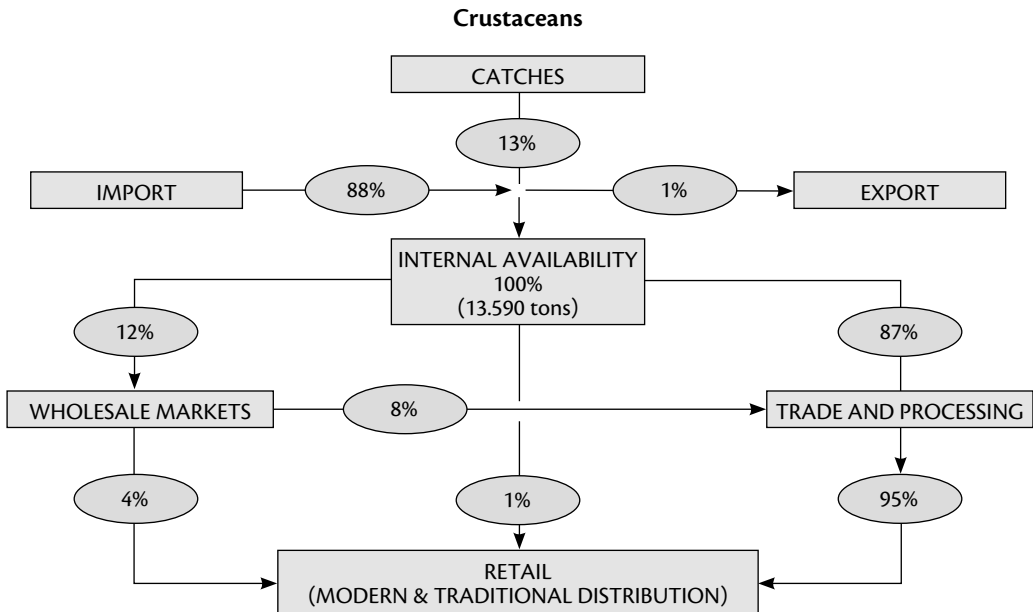 Crustaceans
CATCHES
13%
IMPORT
88%
1%
EXPORT
INTERNAL AVAILABILITY
100%
(13.590 tons)
12%
87%
WHOLESALE MARKETS
8%
TRADE AND PROCESSING
4%
1%
95%
RETAIL
(MODERN & TRADITIONAL DISTRIBUTION)